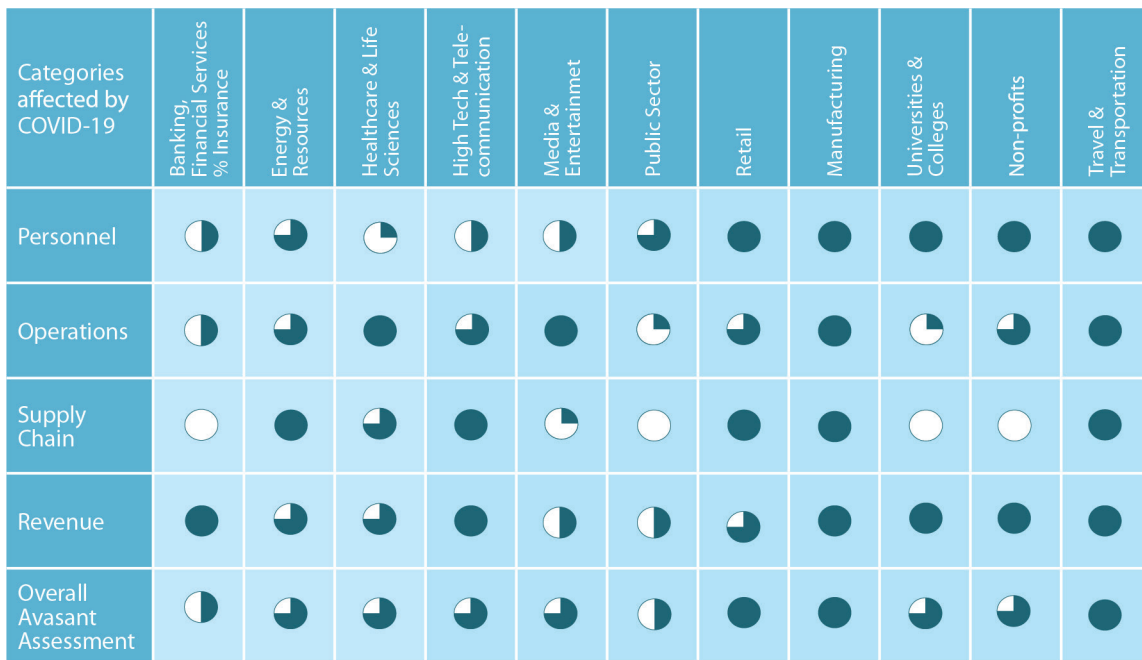 Categories
affected by
COVID-19
Banking,
Financial Services
% Insurance
Energy &
Resources
Healthcare & Life
Sciences
High Tech & Tele-
communication
Media &
Entertainmet
Public Sector
Retail
Manufacturing
Universities &
Colleges
Non-profits
Travel &
Transportation
Personnel
Operations
Supply
Chain
Revenue
Overall
Avasant
Assessment